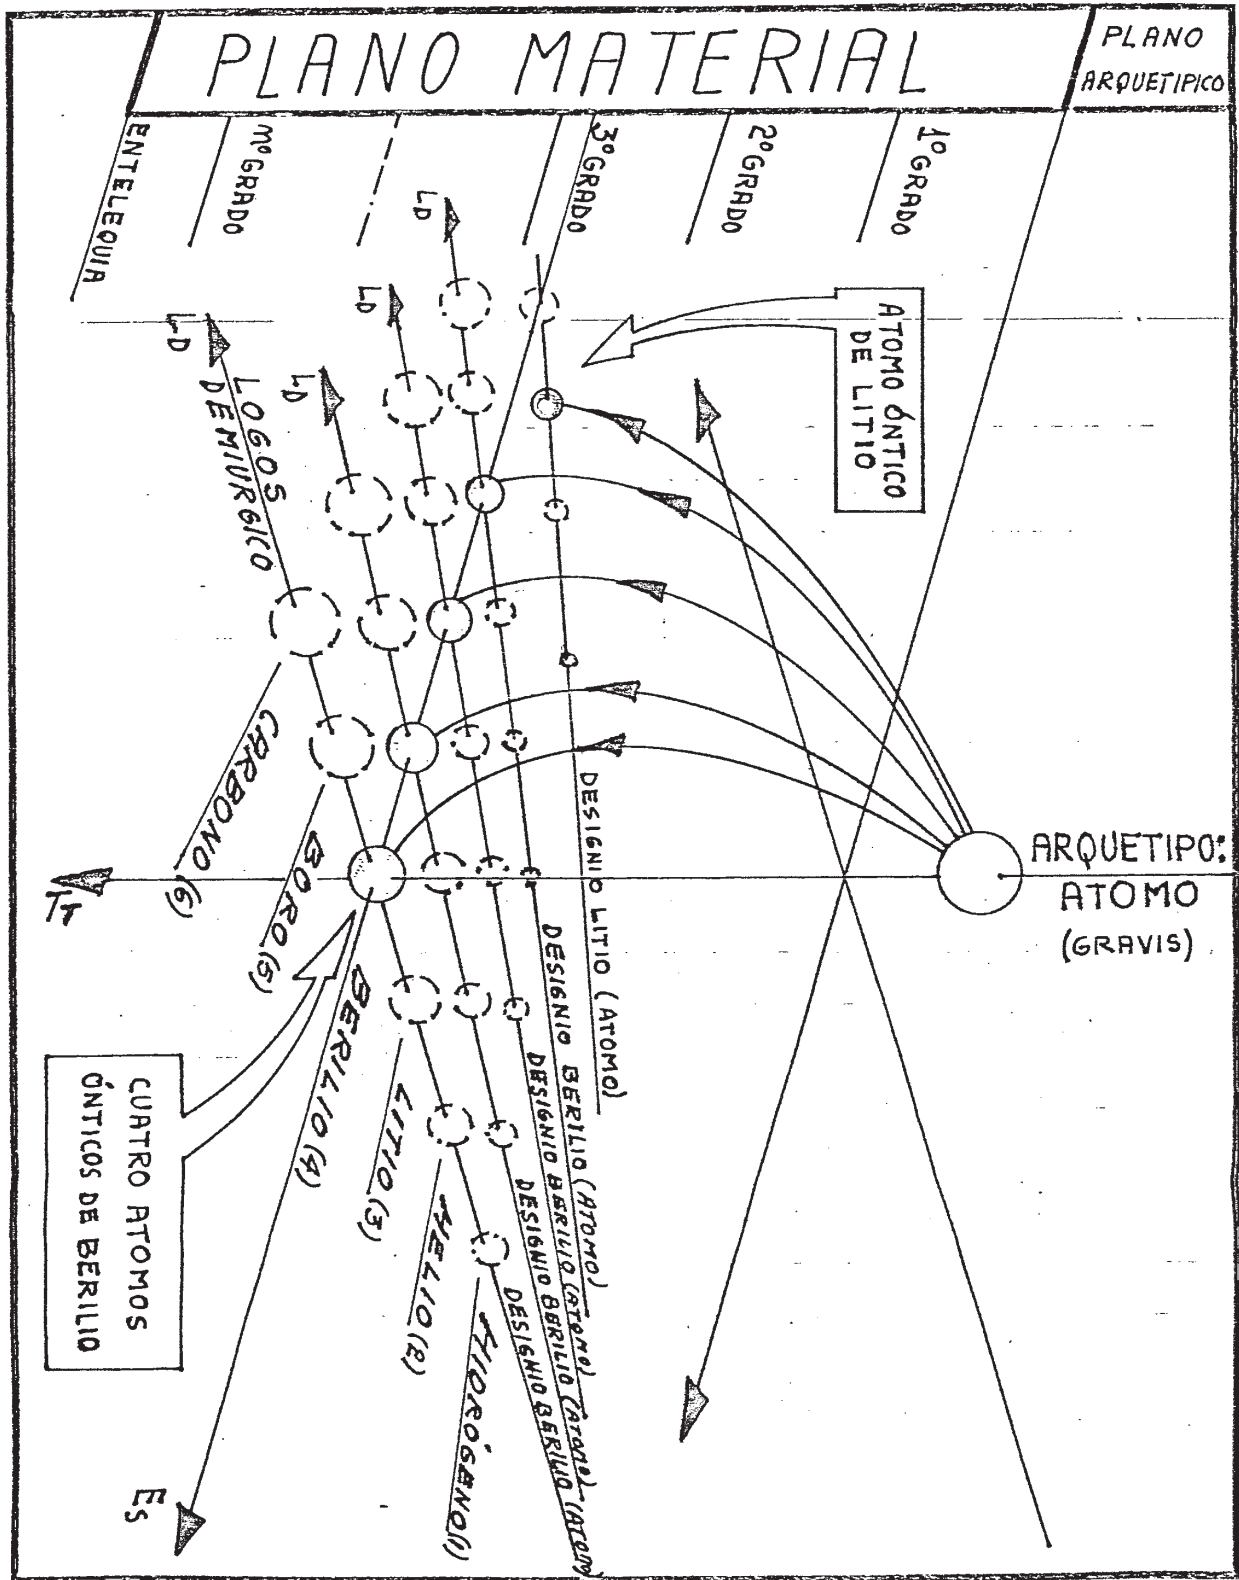 PLANO MATERIAL
PLANO
ARQUETIPICO
ENTELEQUIA
mº GRADO
3º GRADO
2º GRADO
1º GRADO
LD
LD
LD
LD
LOGOS
DEMIURGICO
ATOMO ÓNTICO
DE LITIO
ARQUETIPO:
ATOMO
(GRAVIS)
TT
CARBONO (6)
BORO (5)
BERILIO (4)
LITIO (3)
HELIO (2)
HIDRÓGENO (1)
DESIGNIO LITIO (ATOMO)
DESIGNIO BERILIO (ATOMO)
DESIGNIO BERILIO (ATOMO)
DESIGNIO BERILIO (ATOMO)
DESIGNIO BERILIO (ATOM)
CUATRO ATOMOS
ÓNTICOS DE BERILIO
ES